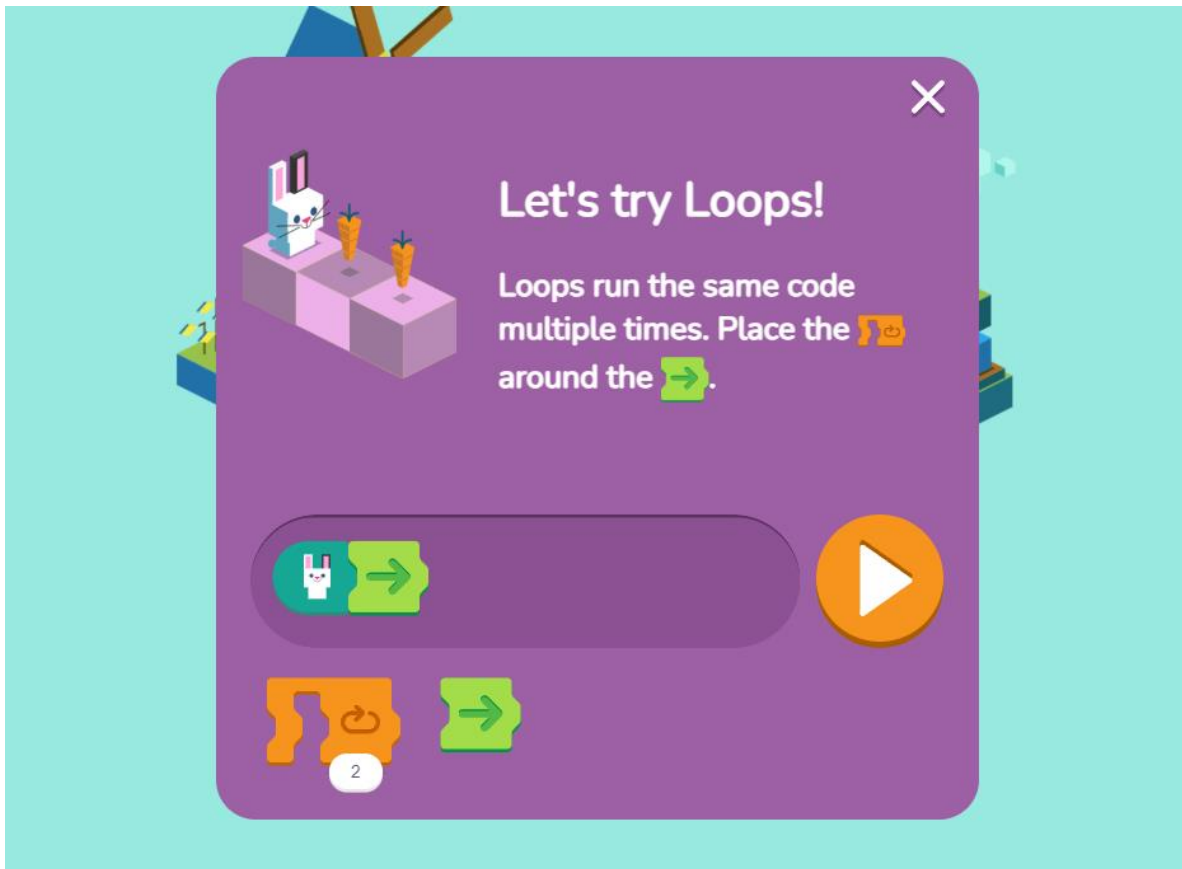 Let's try Loops!
Loops run the same code
multiple times. Place the
around the .
2